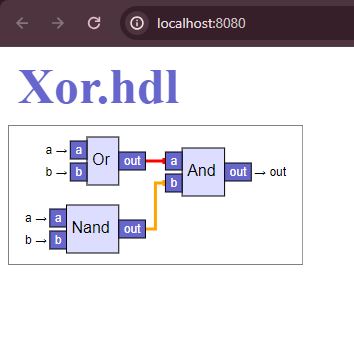 localhost:8080
Xor.hdl
a → a Or out a And out → out
b → b b
a → a Nand out
b → b